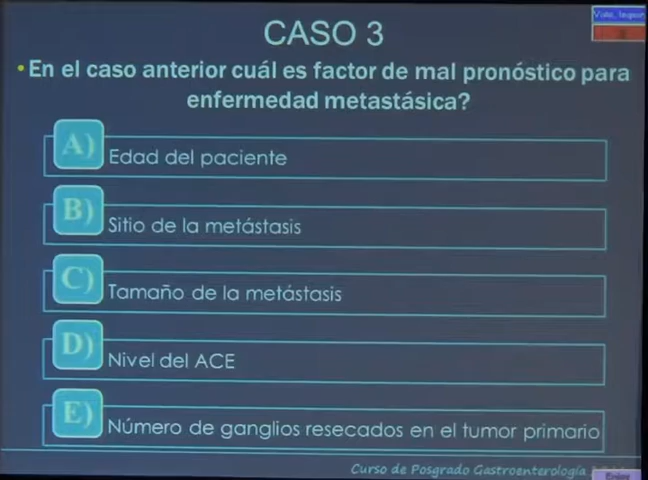 CASO 3
• En el caso anterior cuál es factor de mal pronóstico para
enfermedad metastásica?
A) Edad del paciente
B) Sitio de la metástasis
C) Tamaño de la metástasis
D) Nivel del ACE
E) Número de ganglios resecados en el tumor primario
Curso de Posgrado Gastroenterología